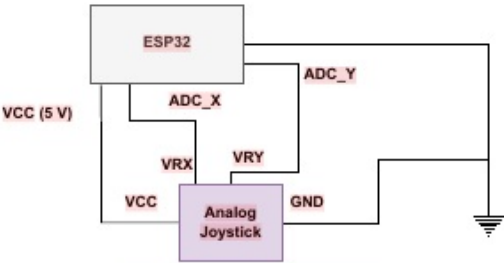 ESP32
ADC_Y
ADC_X
VCC (5 V)
VRX
VRY
VCC
GND
Analog
Joystick